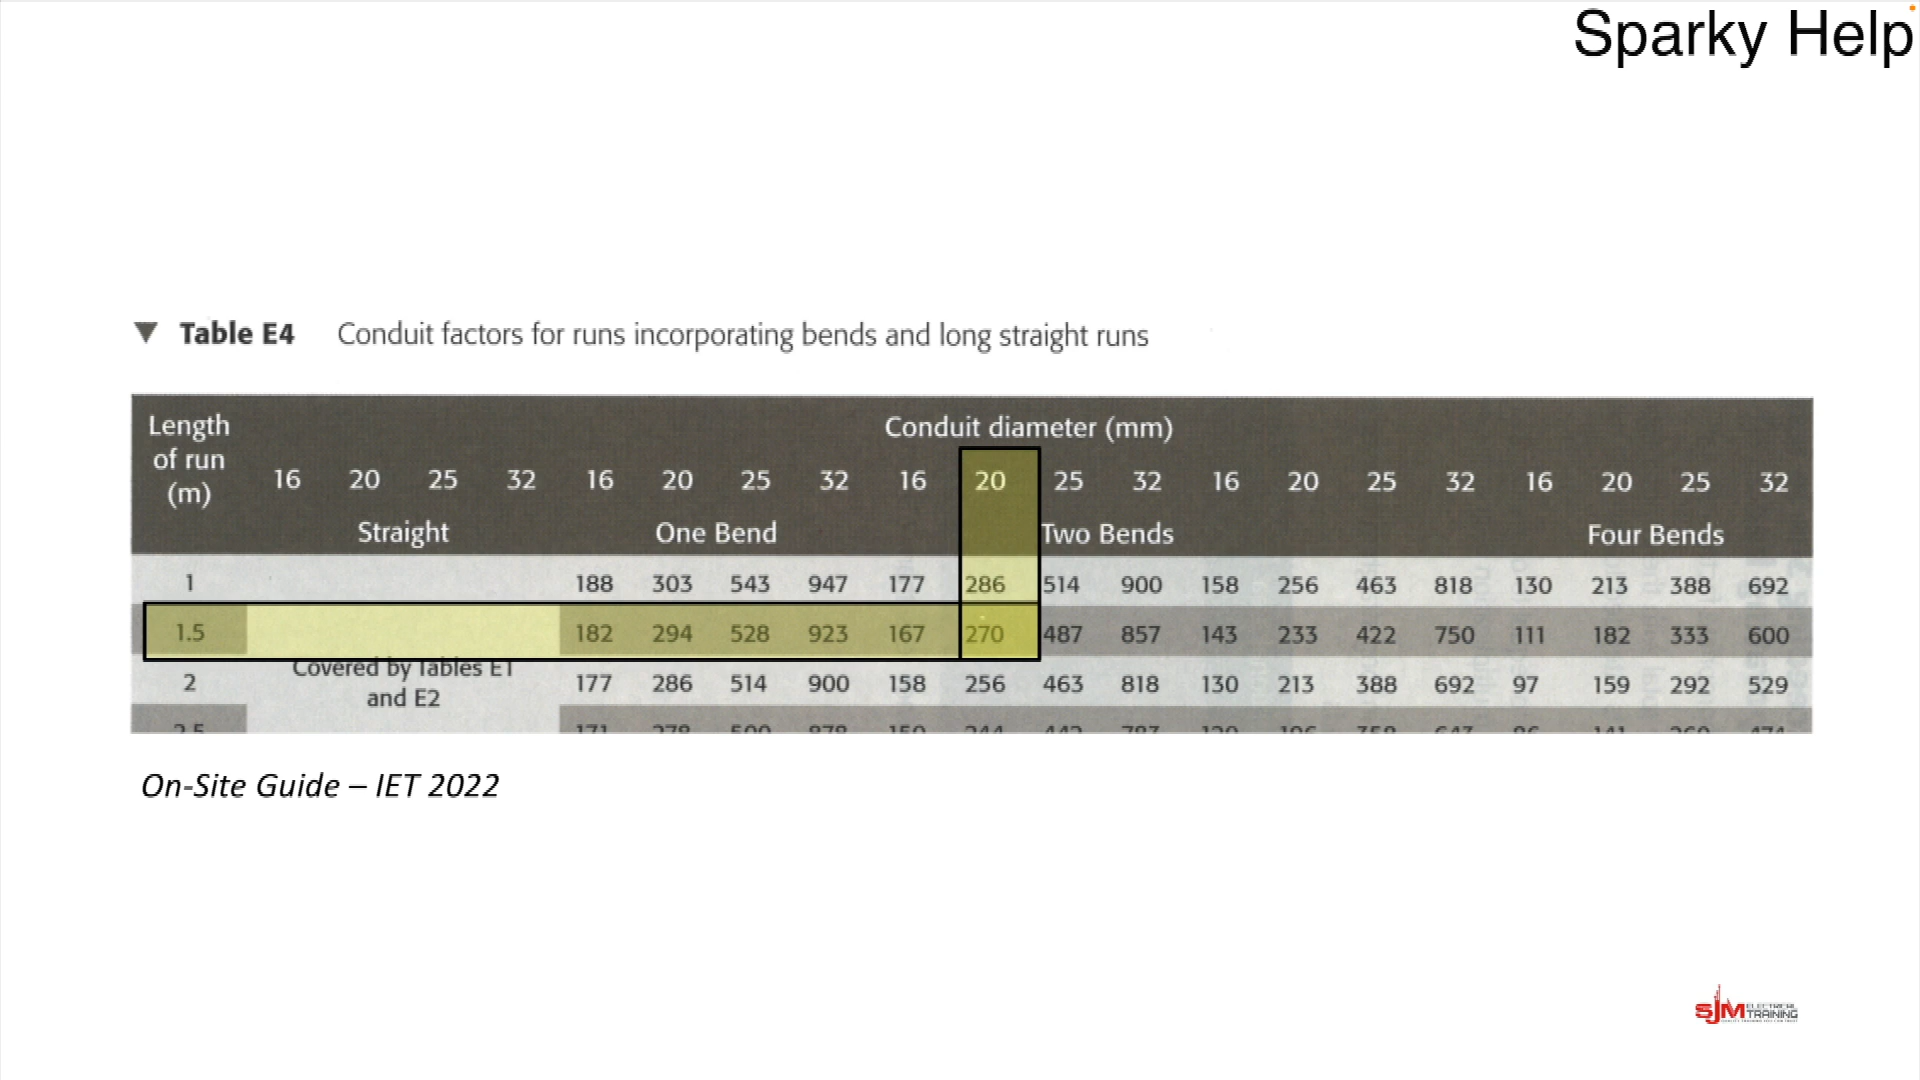 Sparky Help
▼ Table E4 Conduit factors for runs incorporating bends and long straight runs
Length of run (m)
Conduit diameter (mm)
16 20 25 32 16 20 25 32 16 20 25 32 16 20 25 32 16 20 25 32
Straight One Bend Two Bends Four Bends
1 188 303 543 947 177 286 514 900 158 256 463 818 130 213 388 692
1.5 182 294 528 923 167 270 487 857 143 233 422 750 111 182 333 600
Covered by Tables E1
and E2
2 177 286 514 900 158 256 463 818 130 213 388 692 97 159 292 529
On-Site Guide – IET 2022
SJM ELECTRICAL TRAINING